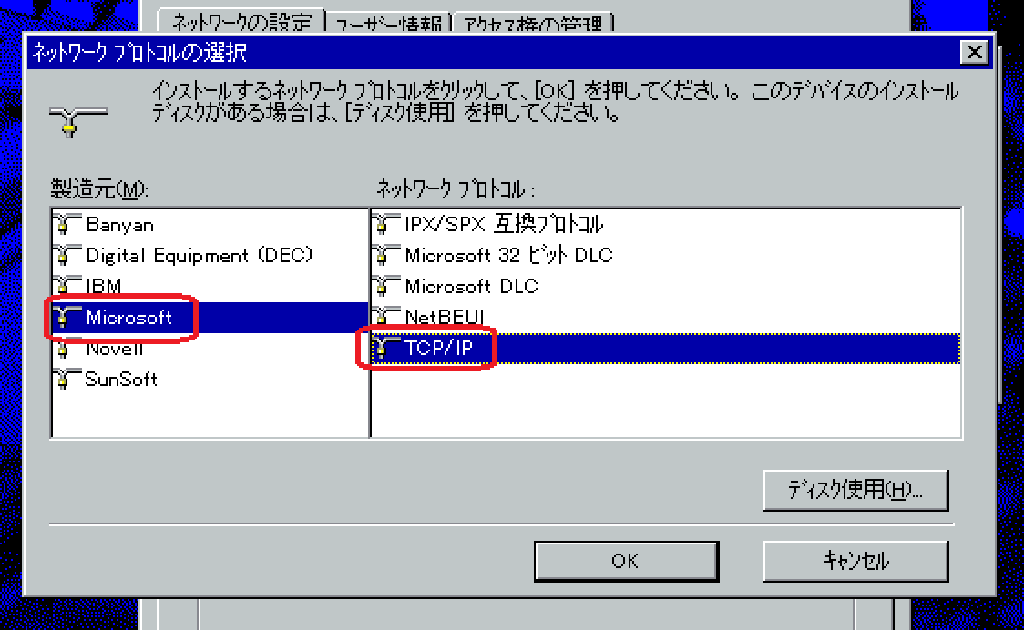 ネットワークの設定 ユーザー情報 アクセス権の管理
ネットワーク プロトコルの選択
インストールするネットワーク プロトコルをクリックして、[OK] を押してください。このデバイスのインストール
ディスクがある場合は、[ディスク使用] を押してください。
製造元(M):
ネットワーク プロトコル :
Banyan
Digital Equipment (DEC)
IBM
Microsoft
Novell
SunSoft
IPX/SPX 互換プロトコル
Microsoft 32 ビット DLC
Microsoft DLC
NetBEUI
TCP/IP
ディスク使用(H)...
OK
キャンセル